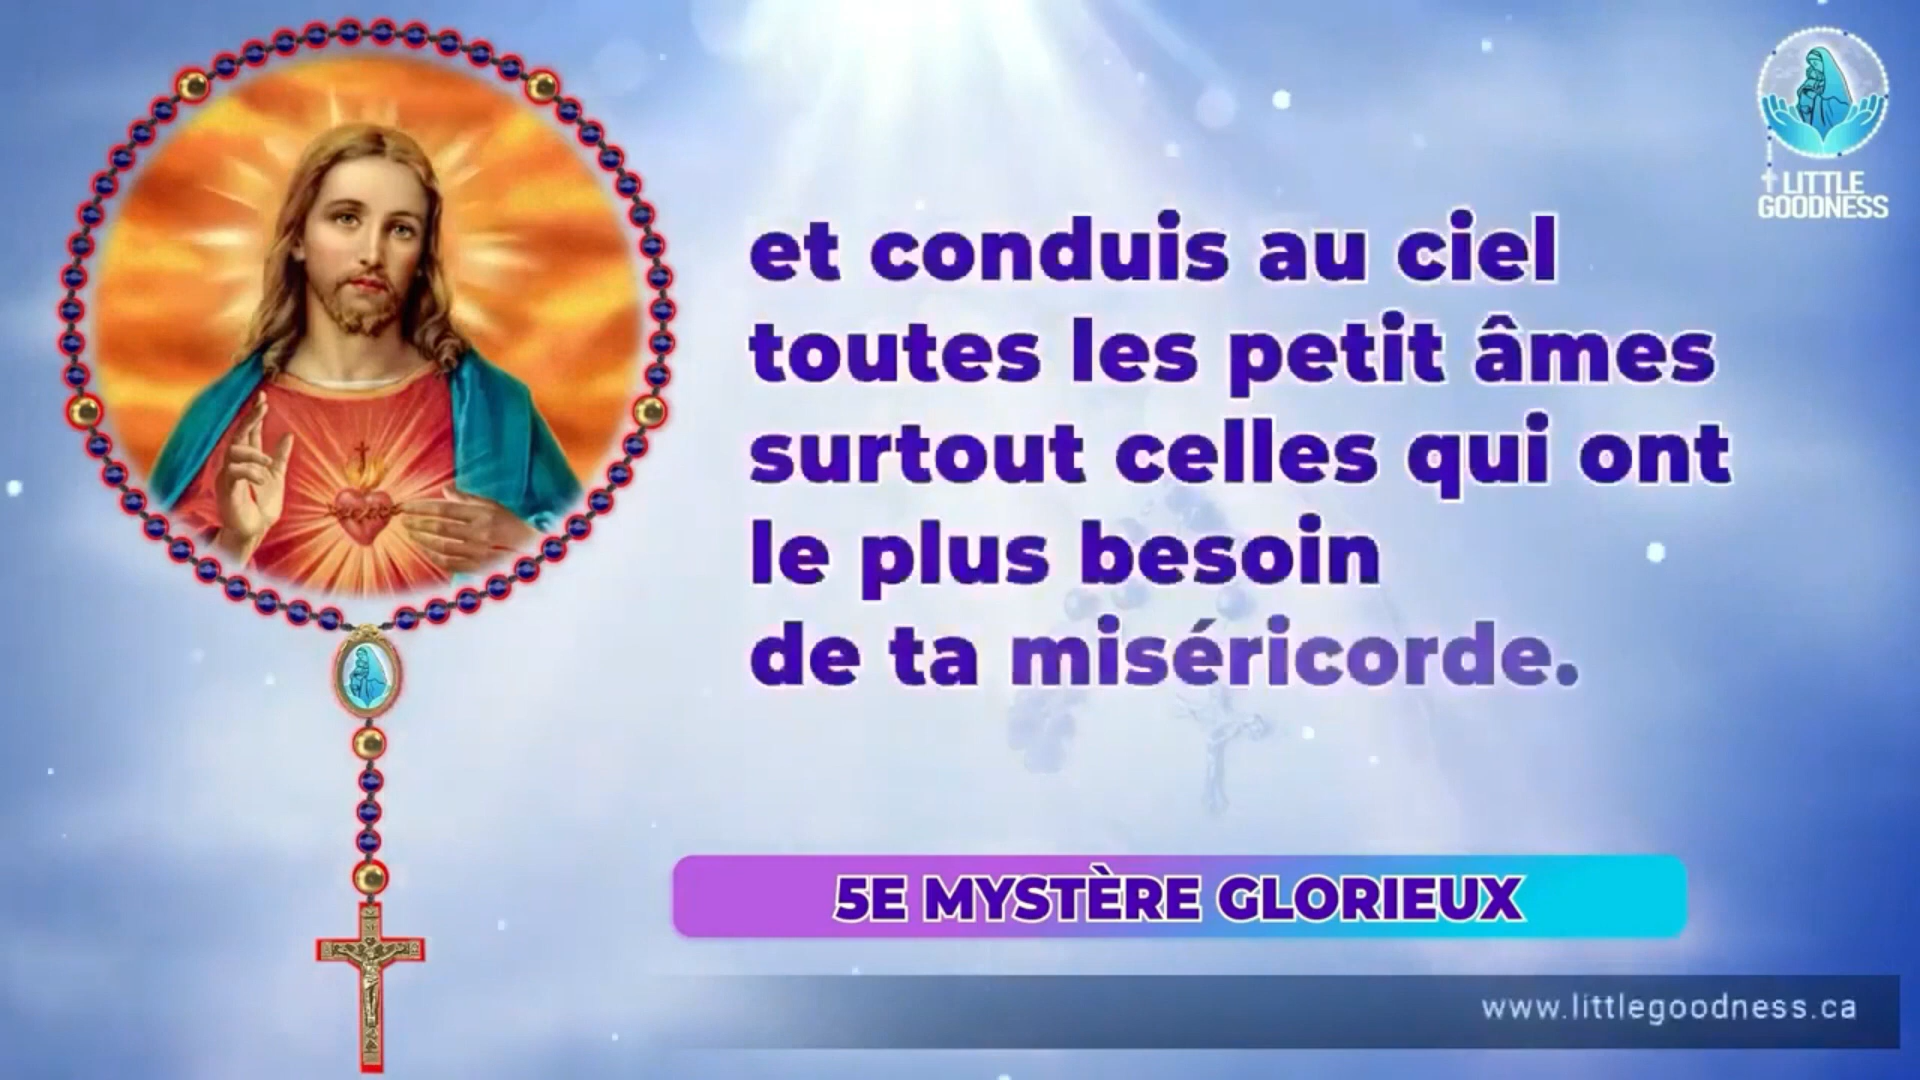 LITTLE
GOODNESS
et conduis au ciel
toutes les petit âmes
surtout celles qui ont
le plus besoin
de ta miséricorde.
5E MYSTÈRE GLORIEUX
www.littlegoodness.ca